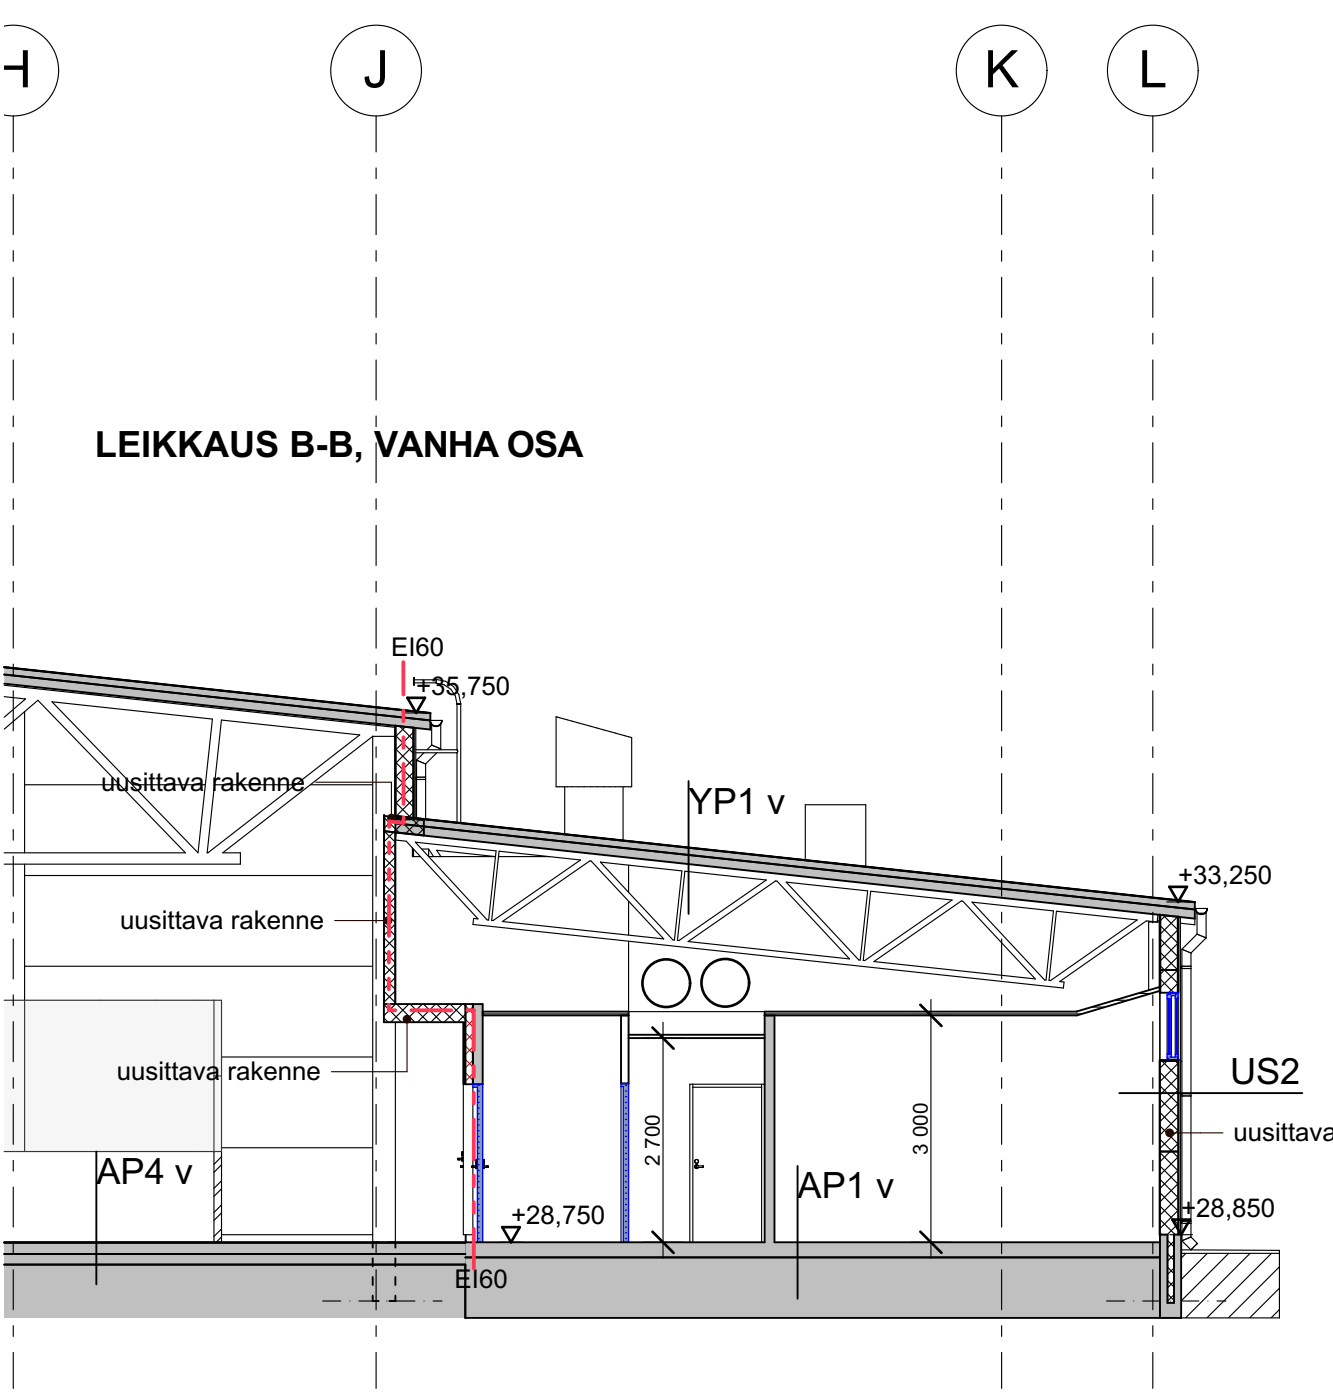 H
J
K
L
LEIKKAUS B-B, VANHA OSA
EI60
+35,750
uusittava rakenne
YP1 v
+33,250
uusittava rakenne
uusittava rakenne
US2
uusittava
2 700
3 000
AP4 v
AP1 v
+28,750
+28,850
EI60